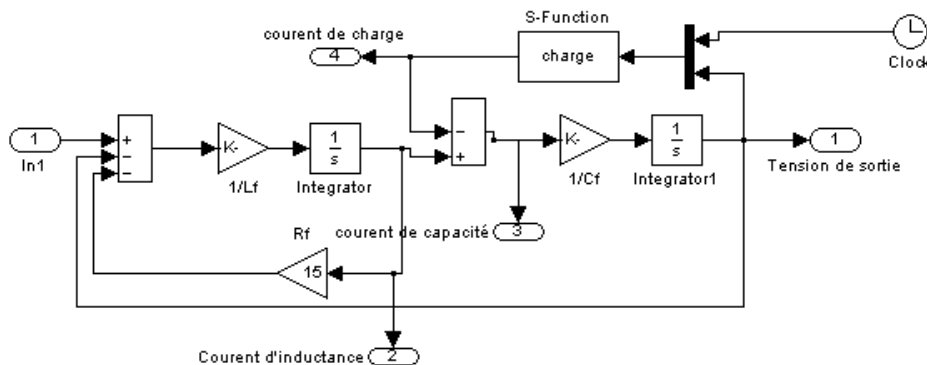 S-Function
courent de charge
4
charge
Clock
1
In1
+
−
−
K-
1/Lf
1
s
Integrator
−
+
K-
1/Cf
1
s
Integrator1
1
Tension de sortie
Rf
15
courent de capacité
3
Courent d'inductance
2